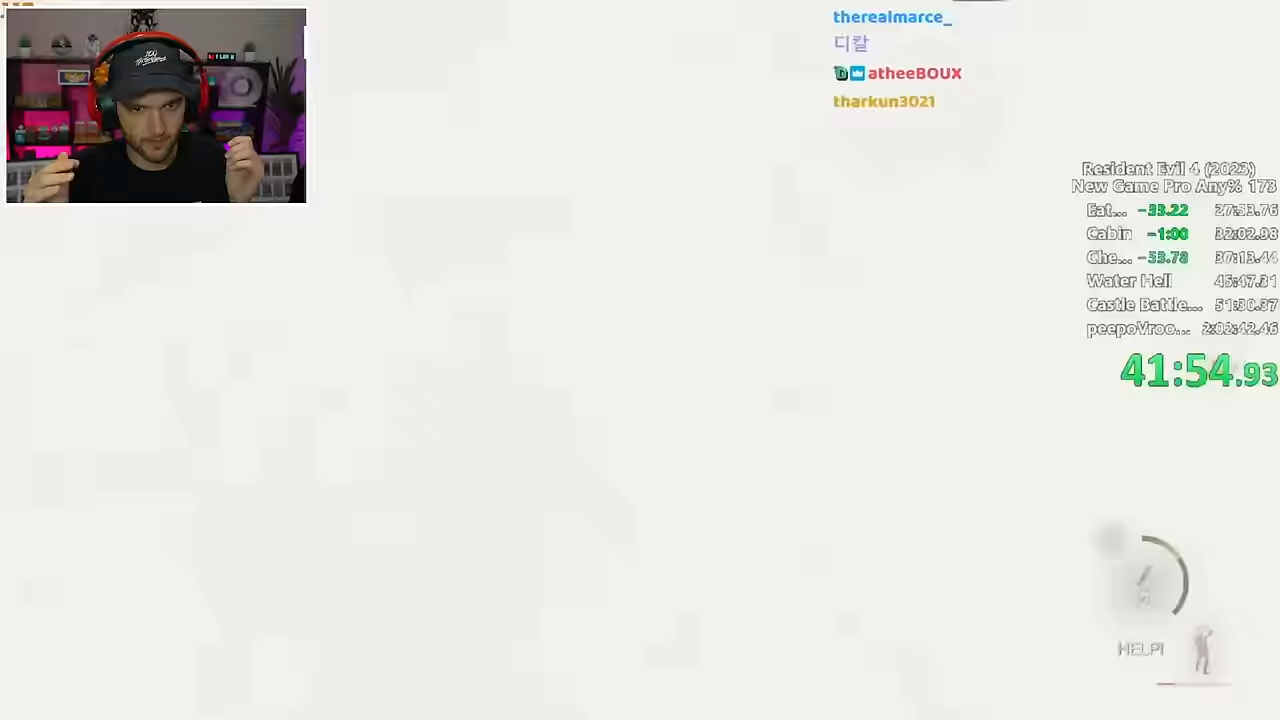 therealmarce_
디칼
atheeBOUX
tharkun3021
Resident Evil 4 (2023)
New Game Pro Any% 173
Eat... -33.22 27:33.76
Cabin -1:00 32:02.98
Che... -53.78 37:13.44
Water Hell 45:47.31
Castle Battle... 51:30.37
peepoVroo... 2:02:42.46
41:54.93
HELP!